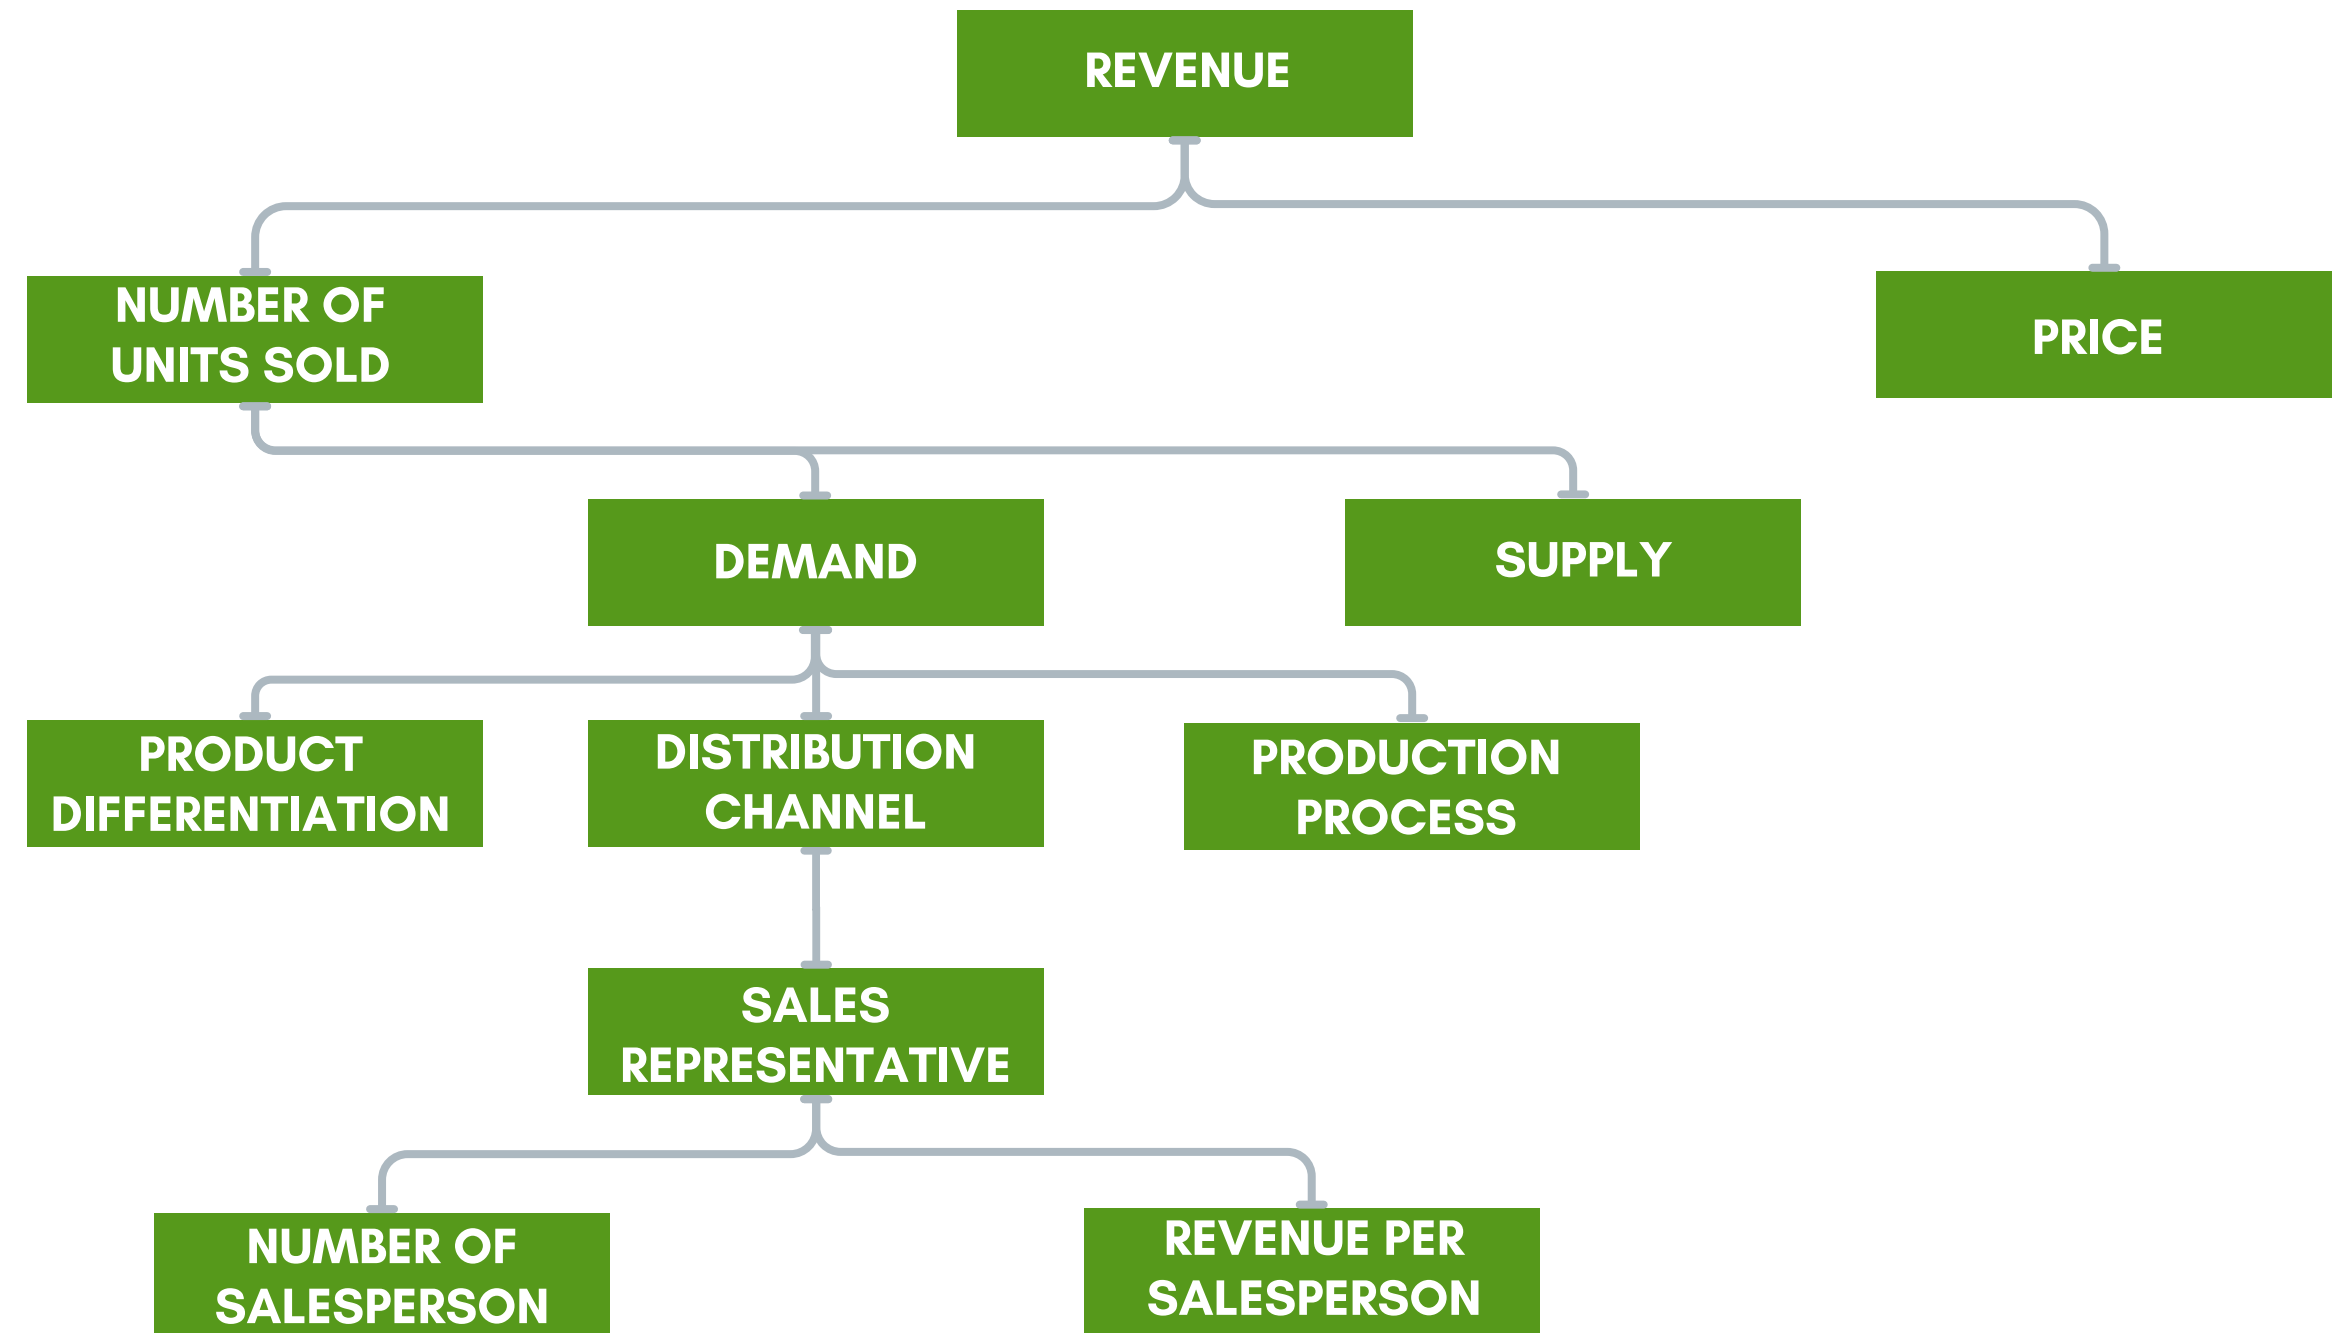 REVENUE
NUMBER OF
UNITS SOLD
PRICE
DEMAND
SUPPLY
PRODUCT
DIFFERENTIATION
DISTRIBUTION
CHANNEL
PRODUCTION
PROCESS
SALES
REPRESENTATIVE
NUMBER OF
SALESPERSON
REVENUE PER
SALESPERSON